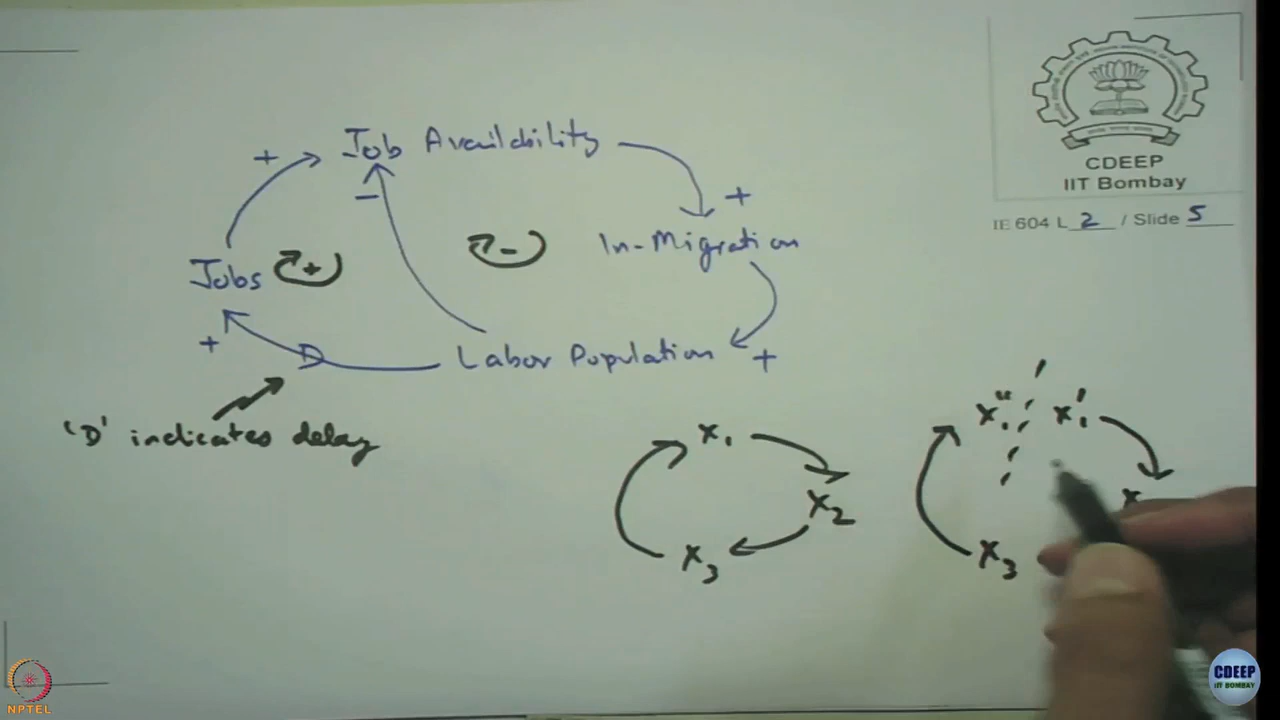 CDEEP
IIT Bombay
IE 604 L 2 / Slide 5
+ Job Availability
− +
Jobs + - In-Migration
+ D Labor Population +
'D' indicates delay
x₁ x₁" x₁'
x₂ x
x₃ x₃
NPTEL
CDEEP
IIT BOMBAY